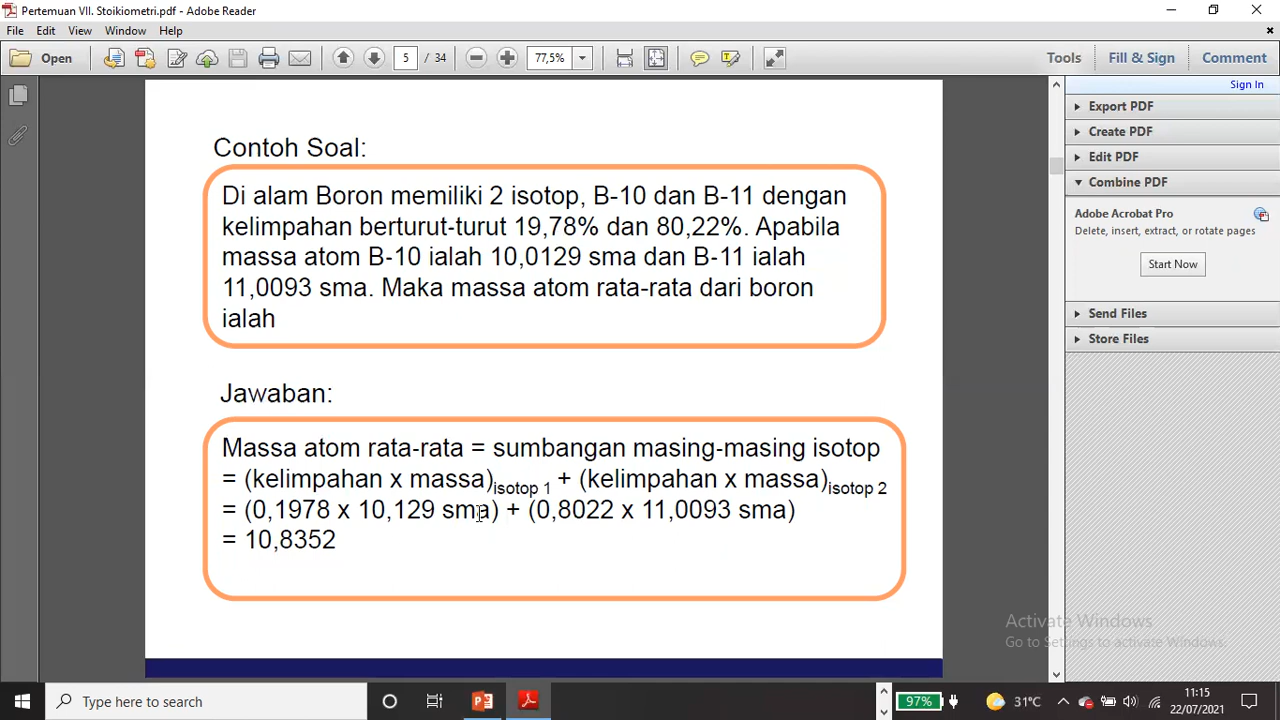 Pertemuan VII. Stoikiometri.pdf - Adobe Reader
File Edit View Window Help
Open 5 / 34 77,5% Tools Fill & Sign Comment
Sign In
Export PDF
Create PDF
Edit PDF
Combine PDF
Adobe Acrobat Pro
Delete, insert, extract, or rotate pages
Start Now
Send Files
Store Files
Contoh Soal:
Di alam Boron memiliki 2 isotop, B-10 dan B-11 dengan
kelimpahan berturut-turut 19,78% dan 80,22%. Apabila
massa atom B-10 ialah 10,0129 sma dan B-11 ialah
11,0093 sma. Maka massa atom rata-rata dari boron
ialah
Jawaban:
Massa atom rata-rata = sumbangan masing-masing isotop
= (kelimpahan x massa)isotop 1 + (kelimpahan x massa)isotop 2
= (0,1978 x 10,129 sma) + (0,8022 x 11,0093 sma)
= 10,8352
Activate Windows
Go to Settings to activate Windows.
Type here to search
97% 31°C 11:15
22/07/2021